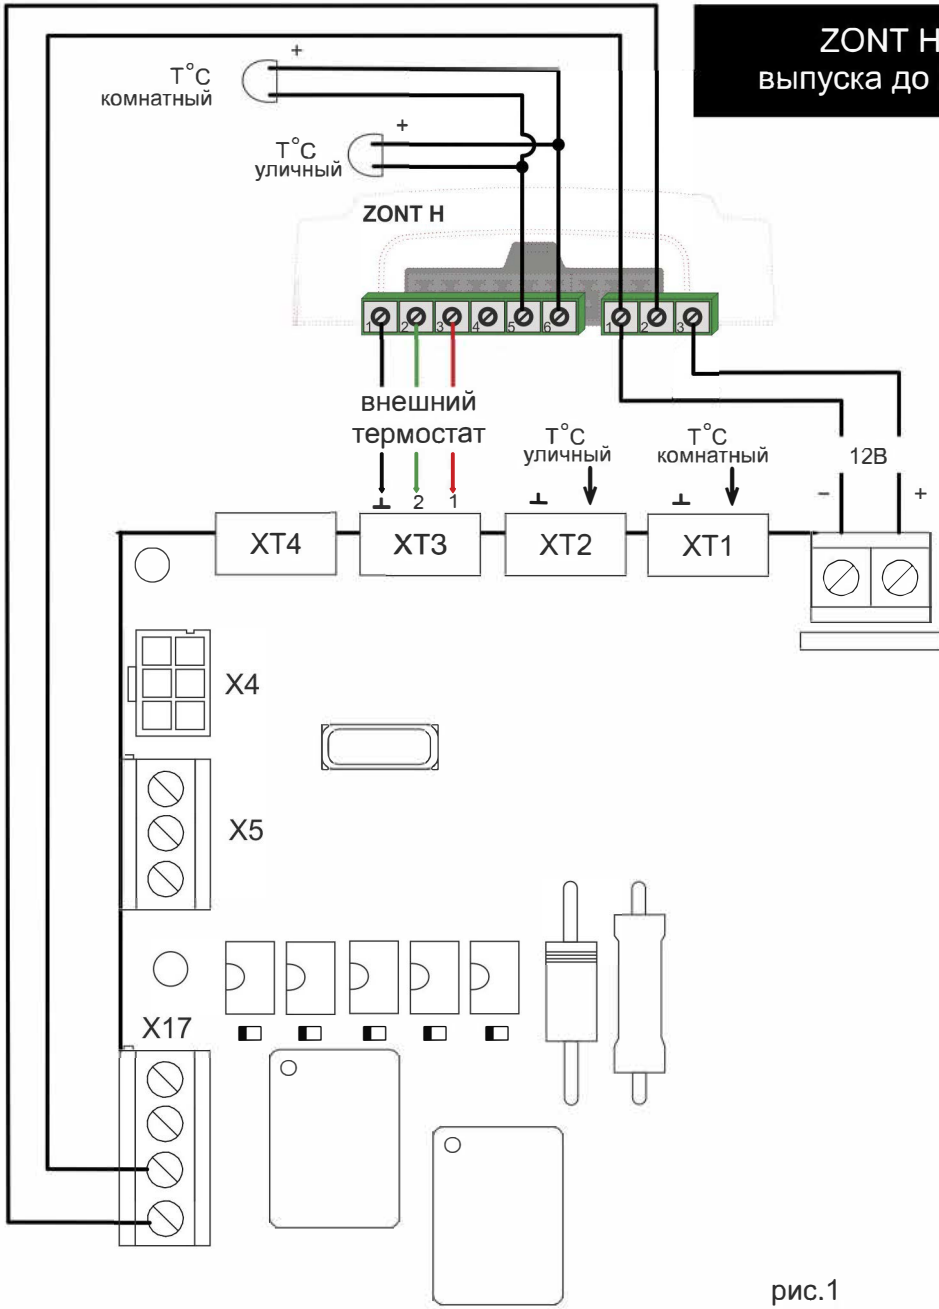 ZONT H
выпуска до
+
T°C
комнатный
+
T°C
уличный
ZONT H
1 2 3 4 5 6
1 2 3
внешний
термостат
T°C
уличный
T°C
комнатный
12В
- +
2 1
XT4 XT3 XT2 XT1
X4
X5
X17
рис.1